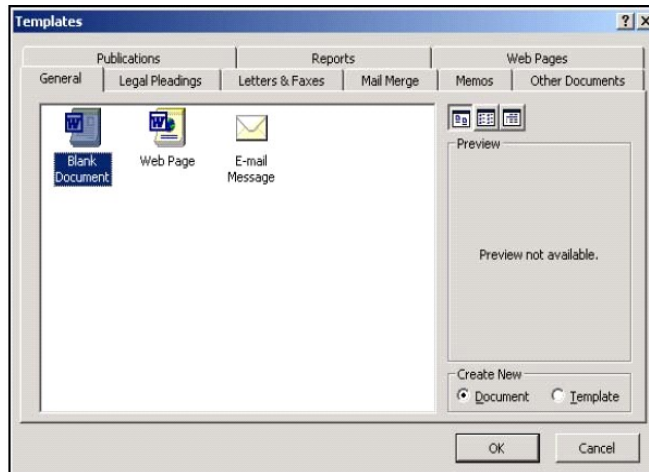 Templates
Publications Reports Web Pages
General Legal Pleadings Letters & Faxes Mail Merge Memos Other Documents
Blank Document
Web Page
E-mail Message
Preview
Preview not available.
Create New
Document Template
OK Cancel